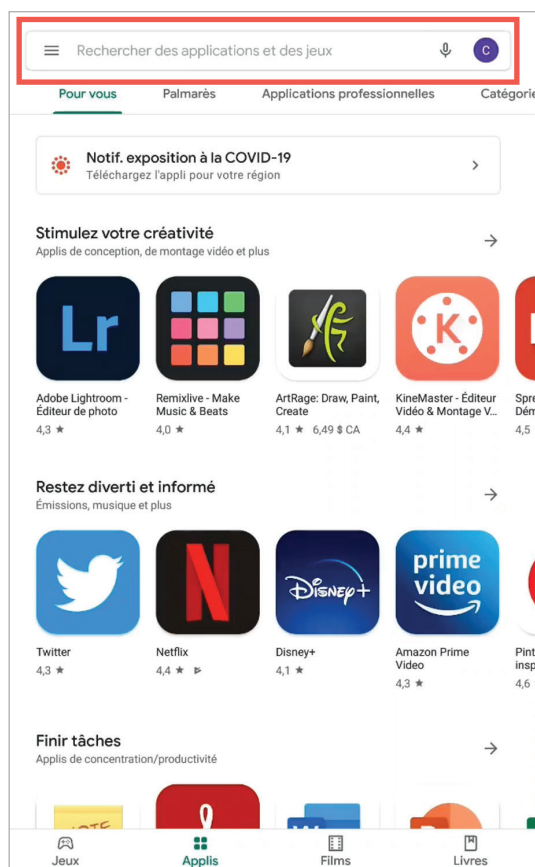 Rechercher des applications et des jeux
C
Pour vous Palmarès Applications professionnelles Catégorie
Notif. exposition à la COVID-19
Téléchargez l'appli pour votre région
Stimulez votre créativité
Applis de conception, de montage vidéo et plus
Lr
K
Adobe Lightroom - Remixlive - Make ArtRage: Draw, Paint, KineMaster - Éditeur Spre
Éditeur de photo Music & Beats Create Vidéo & Montage V... Dém
4,3 ★ 4,0 ★ 4,1 ★ 6,49 $ CA 4,4 ★ 4,5
Restez diverti et informé
Émissions, musique et plus
N Disney+ prime video
Twitter Netflix Disney+ Amazon Prime Pint
Video insp
4,3 ★ 4,4 ★ 4,1 ★ 4,3 ★ 4,6
Finir tâches
Applis de concentration/productivité
Jeux Applis Films Livres